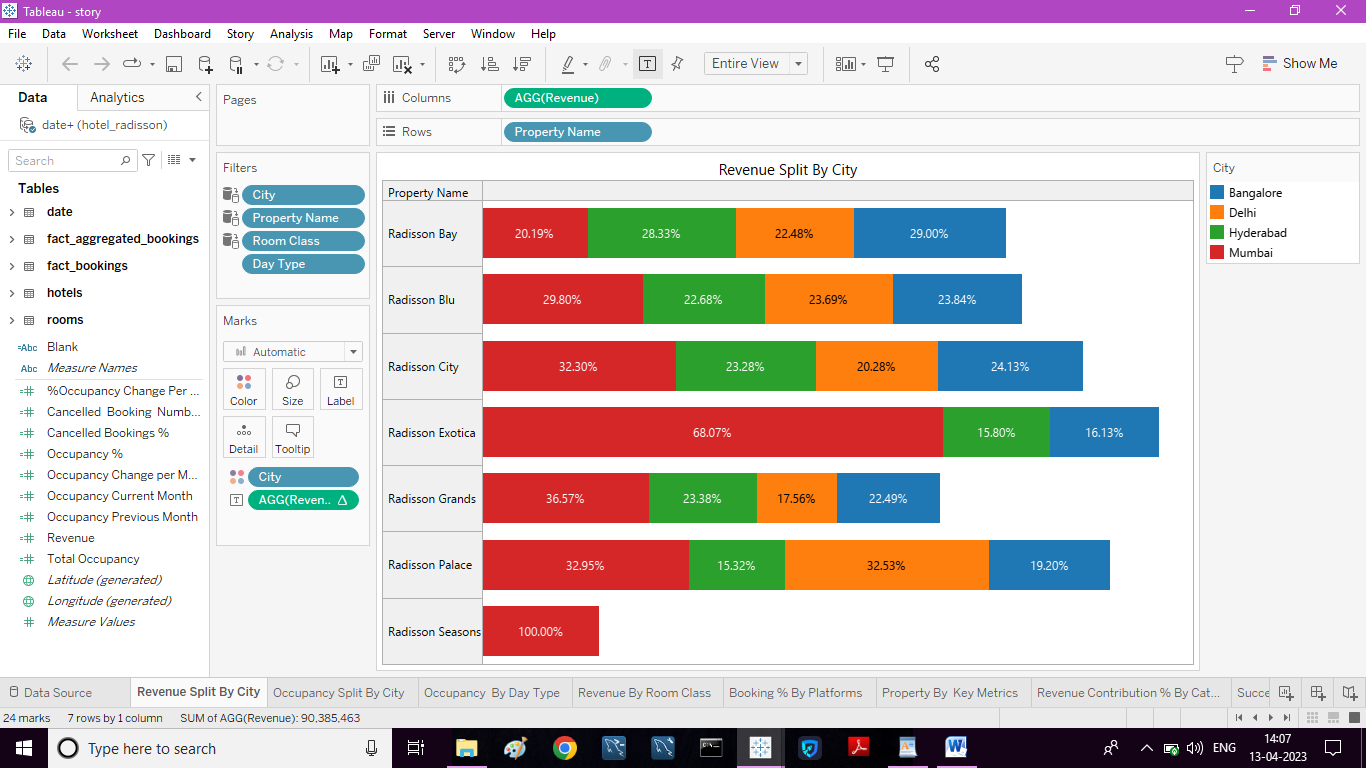 Tableau - story
File Data Worksheet Dashboard Story Analysis Map Format Server Window Help
Entire View
Show Me
Data Analytics
date+ (hotel_radisson)
Search
Tables
date
fact_aggregated_bookings
fact_bookings
hotels
rooms
=Abc Blank
Abc Measure Names
%Occupancy Change Per ...
Cancelled Booking Numb...
Cancelled Bookings %
Occupancy %
Occupancy Change per M...
Occupancy Current Month
Occupancy Previous Month
Revenue
Total Occupancy
Latitude (generated)
Longitude (generated)
Measure Values
Pages
Filters
City
Property Name
Room Class
Day Type
Marks
Automatic
Color Size Label
Detail Tooltip
City
AGG(Reven..
Columns AGG(Revenue)
Rows Property Name
Revenue Split By City
Property Name
Radisson Bay 20.19% 28.33% 22.48% 29.00%
Radisson Blu 29.80% 22.68% 23.69% 23.84%
Radisson City 32.30% 23.28% 20.28% 24.13%
Radisson Exotica 68.07% 15.80% 16.13%
Radisson Grands 36.57% 23.38% 17.56% 22.49%
Radisson Palace 32.95% 15.32% 32.53% 19.20%
Radisson Seasons 100.00%
City
Bangalore
Delhi
Hyderabad
Mumbai
Data Source Revenue Split By City Occupancy Split By City Occupancy By Day Type Revenue By Room Class Booking % By Platforms Property By Key Metrics Revenue Contribution % By Cat... Succe
24 marks 7 rows by 1 column SUM of AGG(Revenue): 90,385,463
Type here to search
ENG
14:07
13-04-2023